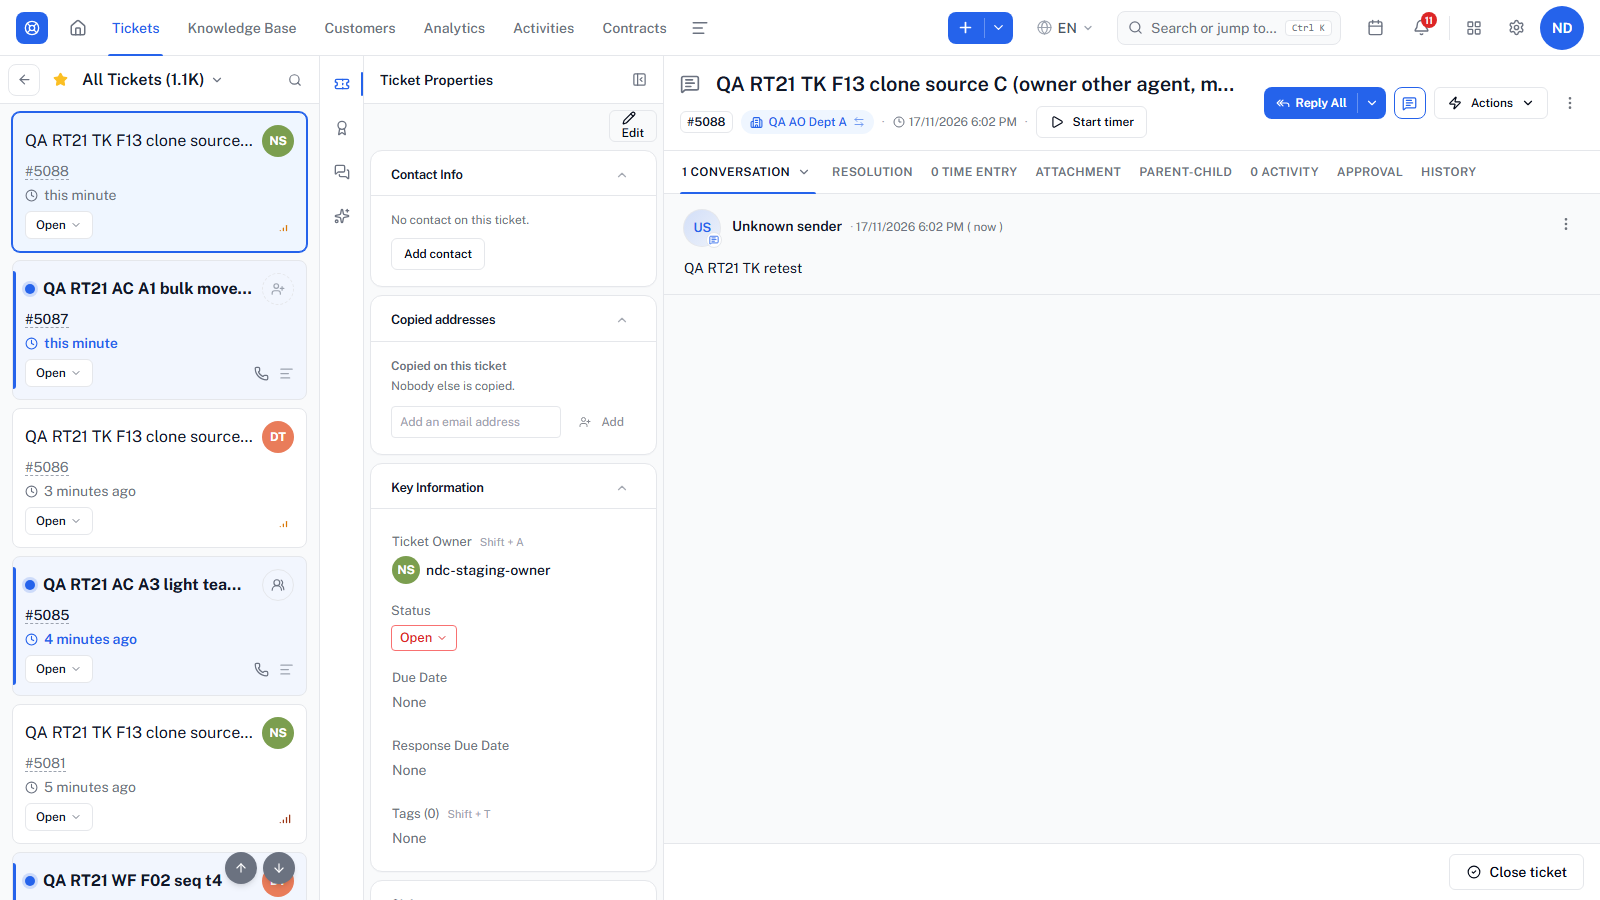 Tickets
Knowledge Base
Customers
Analytics
Activities
Contracts
EN
Search or jump to...
Ctrl K
11
ND
All Tickets (1.1K)
QA RT21 TK F13 clone source...
NS
#5088
this minute
Open
QA RT21 AC A1 bulk move...
#5087
this minute
Open
QA RT21 TK F13 clone source...
DT
#5086
3 minutes ago
Open
QA RT21 AC A3 light tea...
#5085
4 minutes ago
Open
QA RT21 TK F13 clone source...
NS
#5081
5 minutes ago
Open
QA RT21 WF F02 seq t4
Ticket Properties
Edit
Contact Info
No contact on this ticket.
Add contact
Copied addresses
Copied on this ticket
Nobody else is copied.
Add an email address
Add
Key Information
Ticket Owner Shift + A
NS ndc-staging-owner
Status
Open
Due Date
None
Response Due Date
None
Tags (0) Shift + T
None
QA RT21 TK F13 clone source C (owner other agent, m...
#5088
QA AO Dept A
· 17/11/2026 6:02 PM ·
Start timer
Reply All
Actions
1 CONVERSATION
RESOLUTION
0 TIME ENTRY
ATTACHMENT
PARENT-CHILD
0 ACTIVITY
APPROVAL
HISTORY
US
Unknown sender · 17/11/2026 6:02 PM ( now )
QA RT21 TK retest
Close ticket